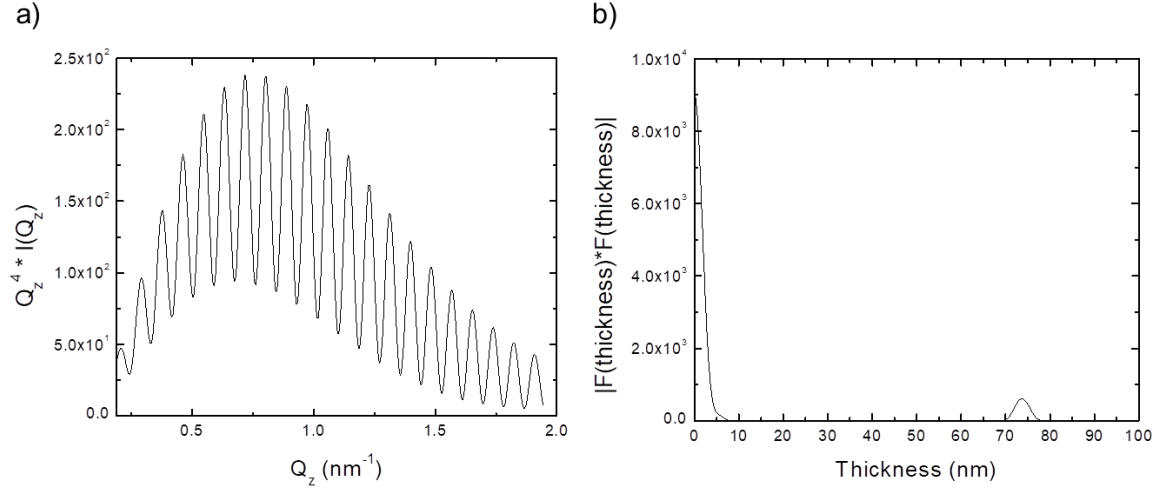 a)
2.5x10²
2.0x10²
1.5x10²
1.0x10²
5.0x10¹
0.0
Q_z⁴ * I(Q_z)
0.5
1.0
1.5
2.0
Q_z (nm⁻¹)
b)
1.0x10⁴
8.0x10³
6.0x10³
4.0x10³
2.0x10³
0.0
|F(thickness)*F(thickness)|
0 10 20 30 40 50 60 70 80 90 100
Thickness (nm)